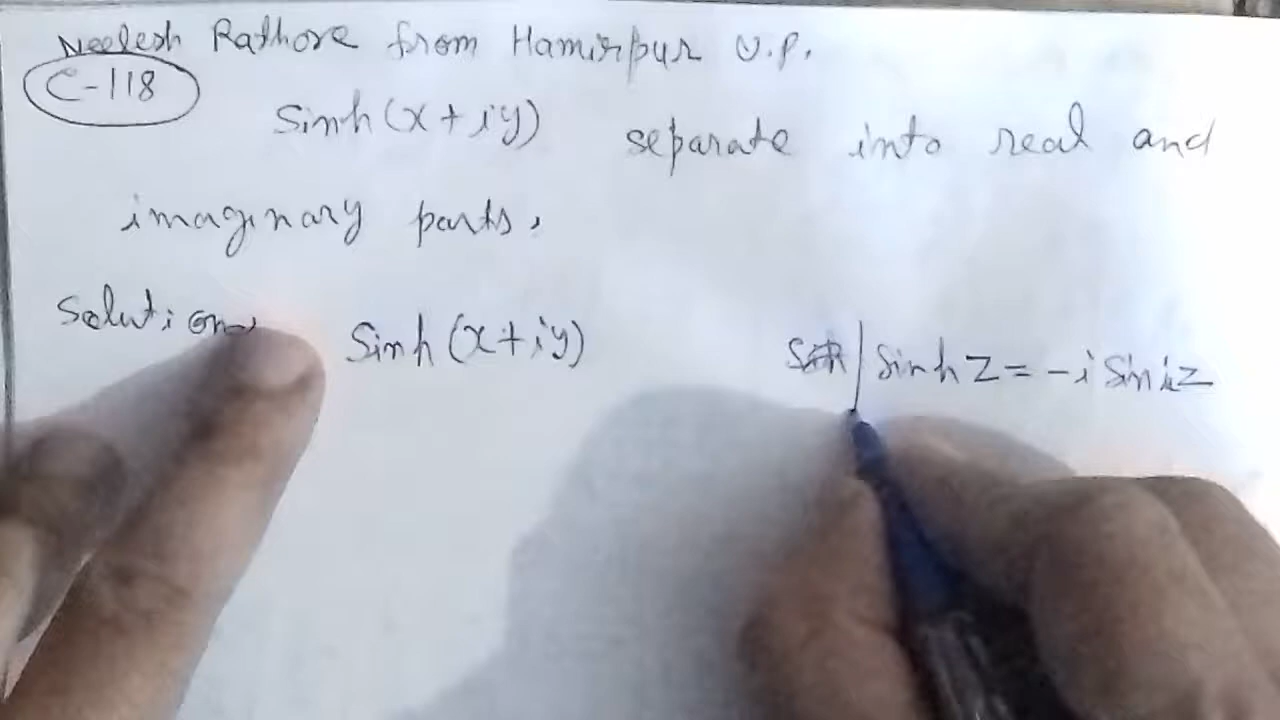 Neelesh Rathore from Hamirpur U.P.
C-118
Sinh(x+iy) separate into real and
imaginary parts.
Solution→ Sinh(x+iy) Sinh Z = -i Sin iz